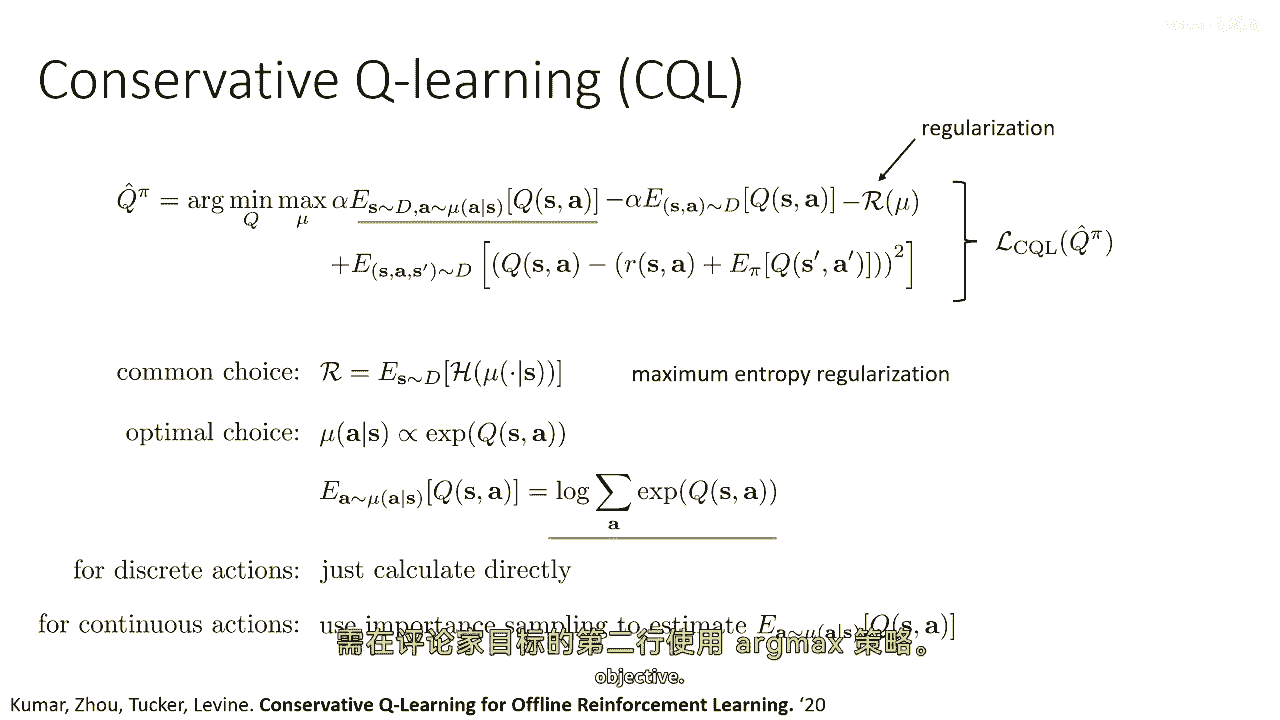 Conservative Q-learning (CQL)
regularization
$\hat{Q}^\pi = \arg\min_Q \max_\mu \alpha E_{\mathbf{s}\sim D, \mathbf{a}\sim\mu(\mathbf{a}|\mathbf{s})}[Q(\mathbf{s},\mathbf{a})] - \alpha E_{(\mathbf{s},\mathbf{a})\sim D}[Q(\mathbf{s},\mathbf{a})] - \mathcal{R}(\mu)$
$+ E_{(\mathbf{s},\mathbf{a},\mathbf{s}')\sim D}\left[(Q(\mathbf{s},\mathbf{a}) - (r(\mathbf{s},\mathbf{a}) + E_\pi[Q(\mathbf{s}',\mathbf{a}')]))^2\right]$
$\mathcal{L}_{\mathrm{CQL}}(\hat{Q}^\pi)$
common choice: $\mathcal{R} = E_{\mathbf{s}\sim D}[\mathcal{H}(\mu(\cdot|\mathbf{s}))]$ maximum entropy regularization
optimal choice: $\mu(\mathbf{a}|\mathbf{s}) \propto \exp(Q(\mathbf{s},\mathbf{a}))$
$E_{\mathbf{a}\sim\mu(\mathbf{a}|\mathbf{s})}[Q(\mathbf{s},\mathbf{a})] = \log\sum_{\mathbf{a}}\exp(Q(\mathbf{s},\mathbf{a}))$
for discrete actions: just calculate directly
for continuous actions: use importance sampling to estimate $E_{\mathbf{a}\sim\mu(\mathbf{a}|\mathbf{s})}[Q(\mathbf{s},\mathbf{a})]$
需在评论家目标的第二行使用 argmax 策略。
objective.
Kumar, Zhou, Tucker, Levine. Conservative Q-Learning for Offline Reinforcement Learning. ‘20